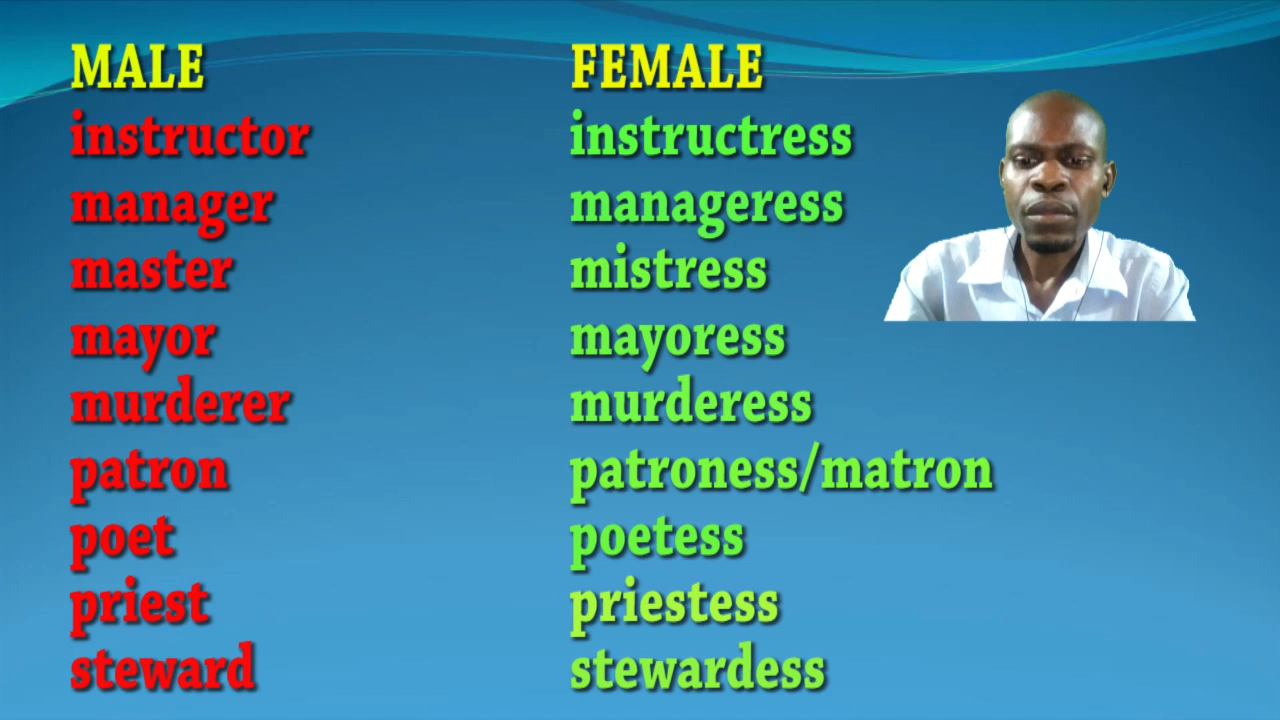 MALE FEMALE
instructor instructress
manager manageress
master mistress
mayor mayoress
murderer murderess
patron patroness/matron
poet poetess
priest priestess
steward stewardess